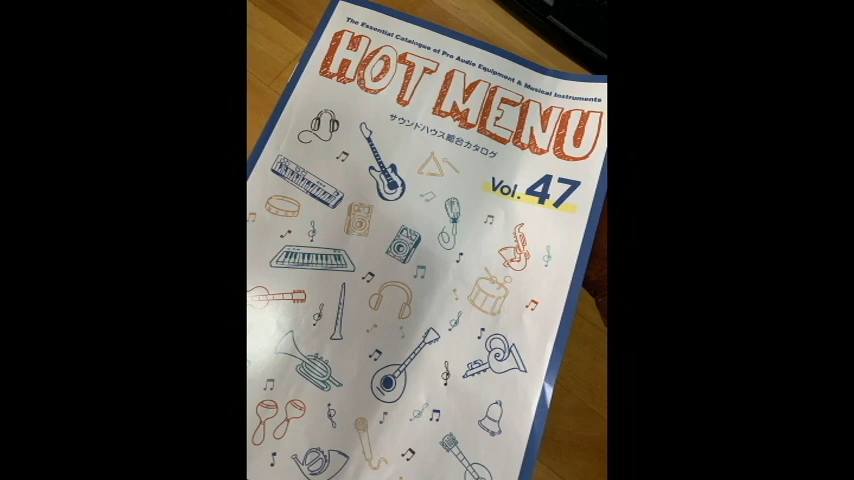 The Essential Catalogue of Pro Audio Equipment & Musical Instruments
HOT MENU
サウンドハウス総合カタログ
Vol. 47